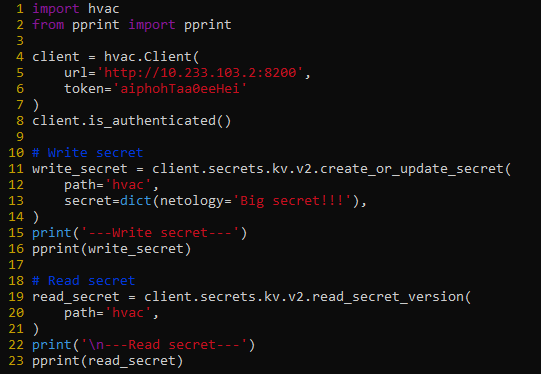 1 import hvac
2 from pprint import pprint
3
4 client = hvac.Client(
5     url='http://10.233.103.2:8200',
6     token='aiphohTaa0eeHei'
7 )
8 client.is_authenticated()
9
10 # Write secret
11 write_secret = client.secrets.kv.v2.create_or_update_secret(
12     path='hvac',
13     secret=dict(netology='Big secret!!!'),
14 )
15 print('---Write secret---')
16 pprint(write_secret)
17
18 # Read secret
19 read_secret = client.secrets.kv.v2.read_secret_version(
20     path='hvac',
21 )
22 print('\n---Read secret---')
23 pprint(read_secret)